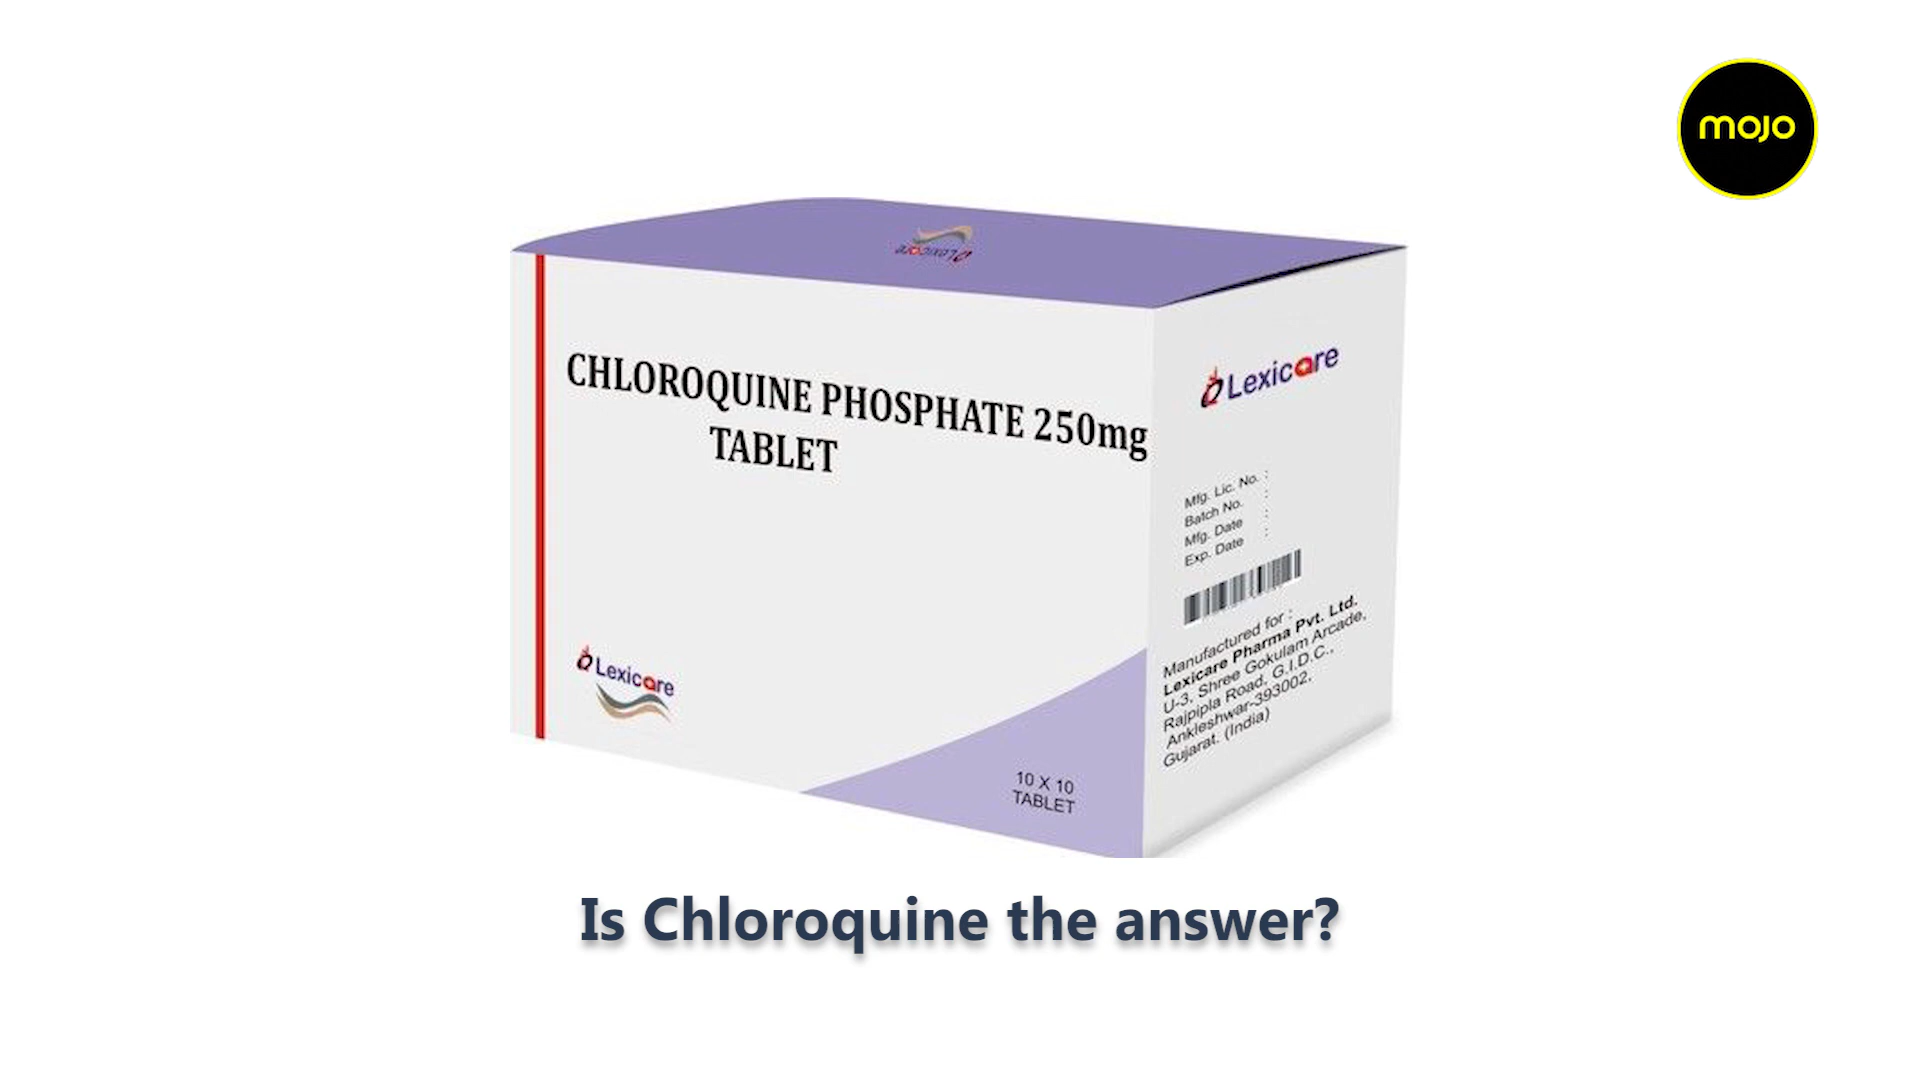 mojo
Lexicare
CHLOROQUINE PHOSPHATE 250mg
TABLET
Lexicare
10 X 10
TABLET
Lexicare
Mfg. Lic. No. :
Batch No. :
Mfg. Date :
Exp. Date :
Manufactured for :
Lexicare Pharma Pvt. Ltd.
U-3, Shree Gokulam Arcade,
Rajpipla Road, G.I.D.C.,
Ankleshwar-393002.
Gujarat. (India)
Is Chloroquine the answer?